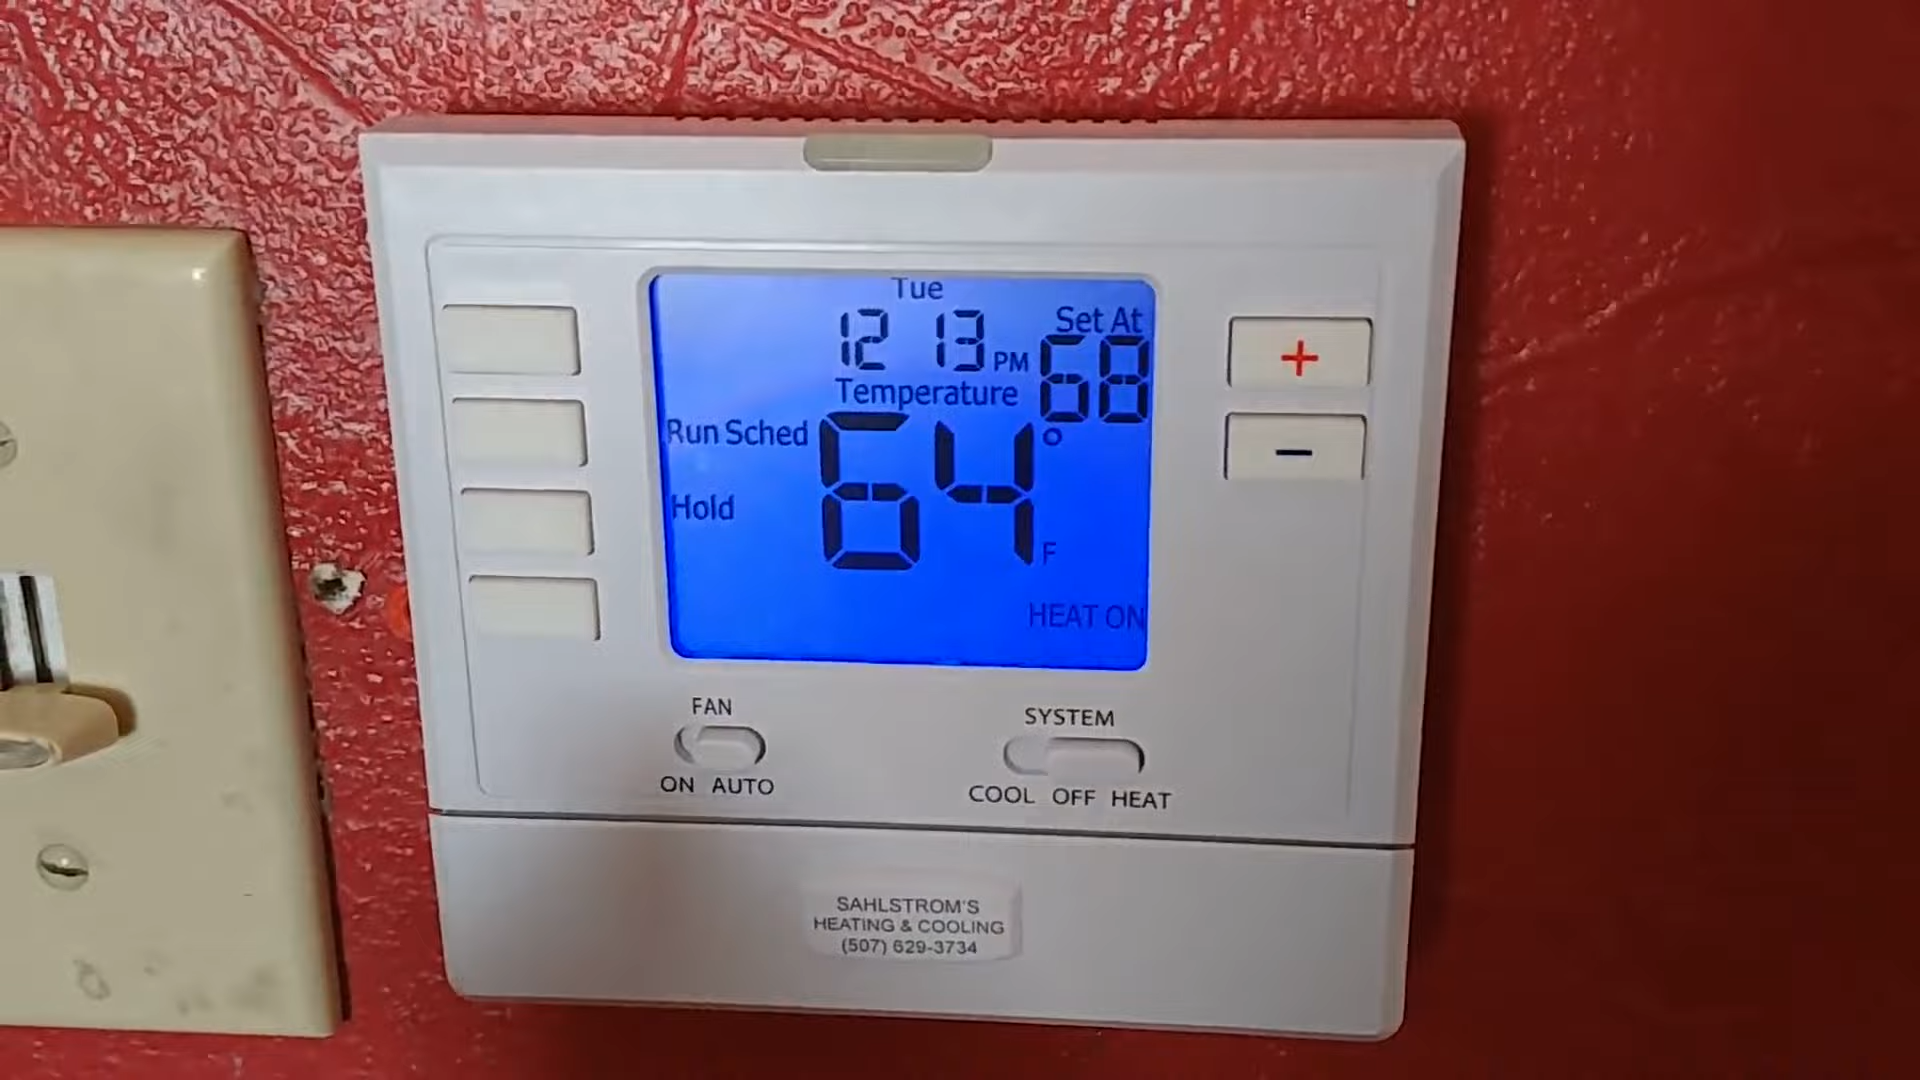 Tue
12 13 PM
Set At
68
Temperature
Run Sched
64° F
Hold
HEAT ON
+
-
FAN
ON AUTO
SYSTEM
COOL OFF HEAT
SAHLSTROM'S
HEATING & COOLING
(507) 629-3734